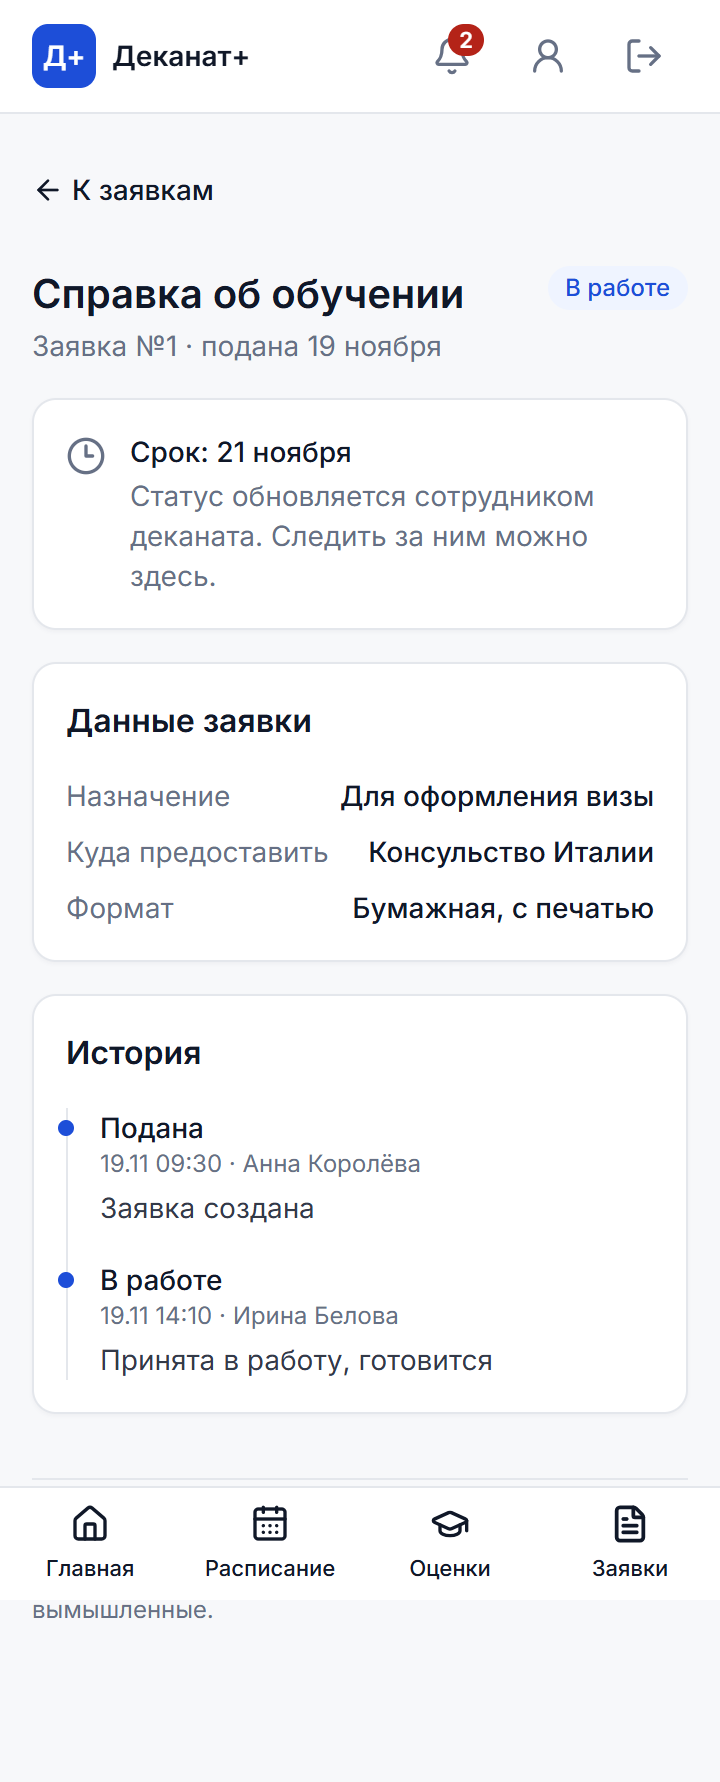 Д+ Деканат+ 2
К заявкам
Справка об обучении В работе
Заявка №1 · подана 19 ноября
Срок: 21 ноября
Статус обновляется сотрудником
деканата. Следить за ним можно
здесь.
Данные заявки
Назначение Для оформления визы
Куда предоставить Консульство Италии
Формат Бумажная, с печатью
История
Подана
19.11 09:30 · Анна Королёва
Заявка создана
В работе
19.11 14:10 · Ирина Белова
Принята в работу, готовится
Главная Расписание Оценки Заявки
вымышленные.